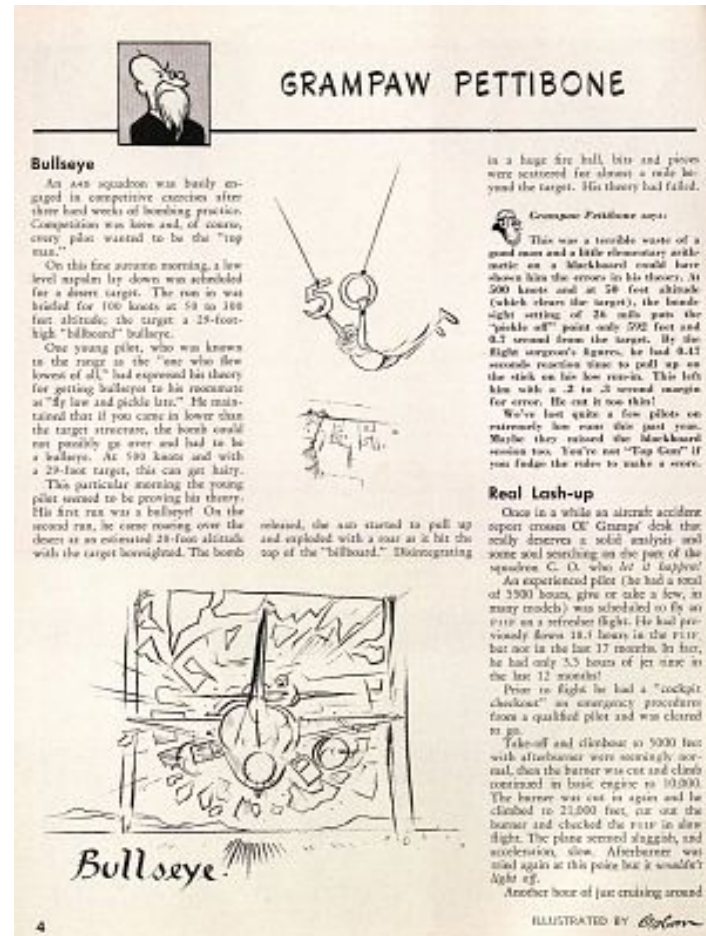 GRAMPAW PETTIBONE
Bullseye
An A4D squadron was busily en-
gaged in competitive exercises after
three hard weeks of bombing practice.
Competition was keen and, of course,
every pilot wanted to be the "top
man."
On this fine autumn morning, a low
level napalm lay down was scheduled
for a desert target. The run in was
briefed for 500 knots at 50 to 100
feet altitude; the target a 29-foot-
high "billboard" bullseye.
One young pilot, who was known
to the range as the "one who flew
lowest of all," had expressed his theory
for getting bullseyes to his roommate
as "fly low and pickle late." He main-
tained that if you came in lower than
the target structure, the bomb could
not possibly go over and had to be
a bullseye. At 500 knots and with
a 29-foot target, this can get hairy.
This particular morning the young
pilot seemed to be proving his theory.
His first run was a bullseye! On the
second run, he came roaring over the
desert at an estimated 20-foot altitude
with the target boresighted. The bomb
50
released, the A4D started to pull up
and exploded with a roar as it hit the
top of the "billboard." Disintegrating
Bullseye
in a huge fire ball, bits and pieces
were scattered for almost a mile be-
yond the target. His theory had failed.
Grampaw Pettibone says:
This was a terrible waste of a
good man and a little elementary arith-
metic on a blackboard could have
shown him the errors in his theory. At
500 knots and at 50 feet altitude
(which clears the target), the bomb-
sight setting of 26 mils puts the
"pickle off" point only 592 feet and
0.7 second from the target. By the
flight surgeon's figures, he had 0.47
seconds reaction time to pull up on
the stick on his low run-in. This left
him with a .2 to .3 second margin
for error. He cut it too thin!
We've lost quite a few pilots on
extremely low runs this past year.
Maybe they missed the blackboard
session too. You're not "Top Gun" if
you fudge the rules to make a score.
Real Lash-up
Once in a while an aircraft accident
report crosses Ol' Gramps' desk that
really deserves a solid analysis and
some soul searching on the part of the
squadron C. O. who let it happen!
An experienced pilot (he had a total
of 3500 hours, give or take a few, in
many models) was scheduled to fly an
F11F on a refresher flight. He had pre-
viously flown 18.3 hours in the F11F,
but not in the last 17 months. In fact,
he had only 3.5 hours of jet time in
the last 12 months!
Prior to flight he had a "cockpit
checkout" on emergency procedures
from a qualified pilot and was cleared
to go.
Take-off and climbout to 5000 feet
with afterburner were seemingly nor-
mal, then the burner was cut and climb
continued in basic engine to 10,000.
The burner was cut in again and he
climbed to 21,000 feet, cut out the
burner and checked the F11F in slow
flight. The plane seemed sluggish, and
acceleration, slow. Afterburner was
tried again at this point but it wouldn't
light off.
Another hour of just cruising around
4
ILLUSTRATED BY Osborn